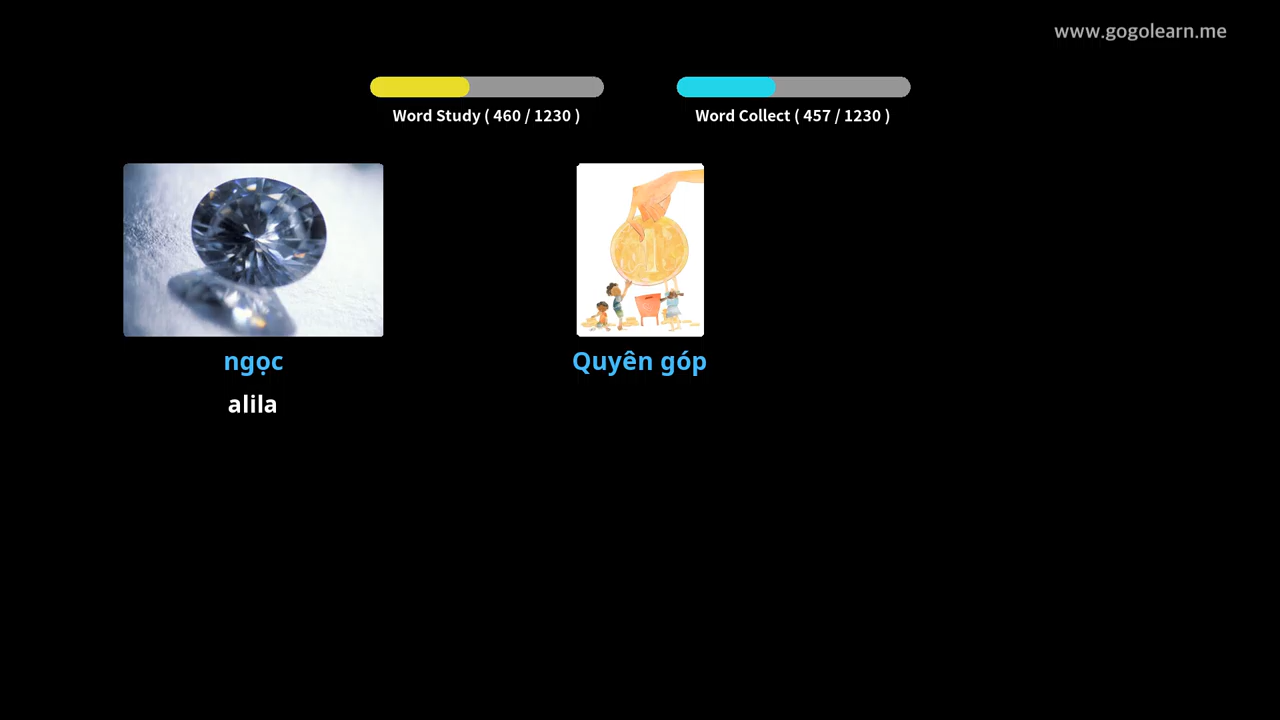 www.gogolearn.me
Word Study ( 460 / 1230 )
Word Collect ( 457 / 1230 )
ngọc
Quyên góp
alila